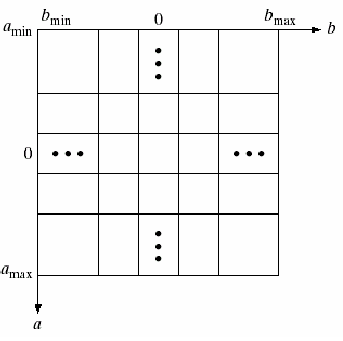 b_min 0 b_max
a_min b
0 ••• •••
a_max
a